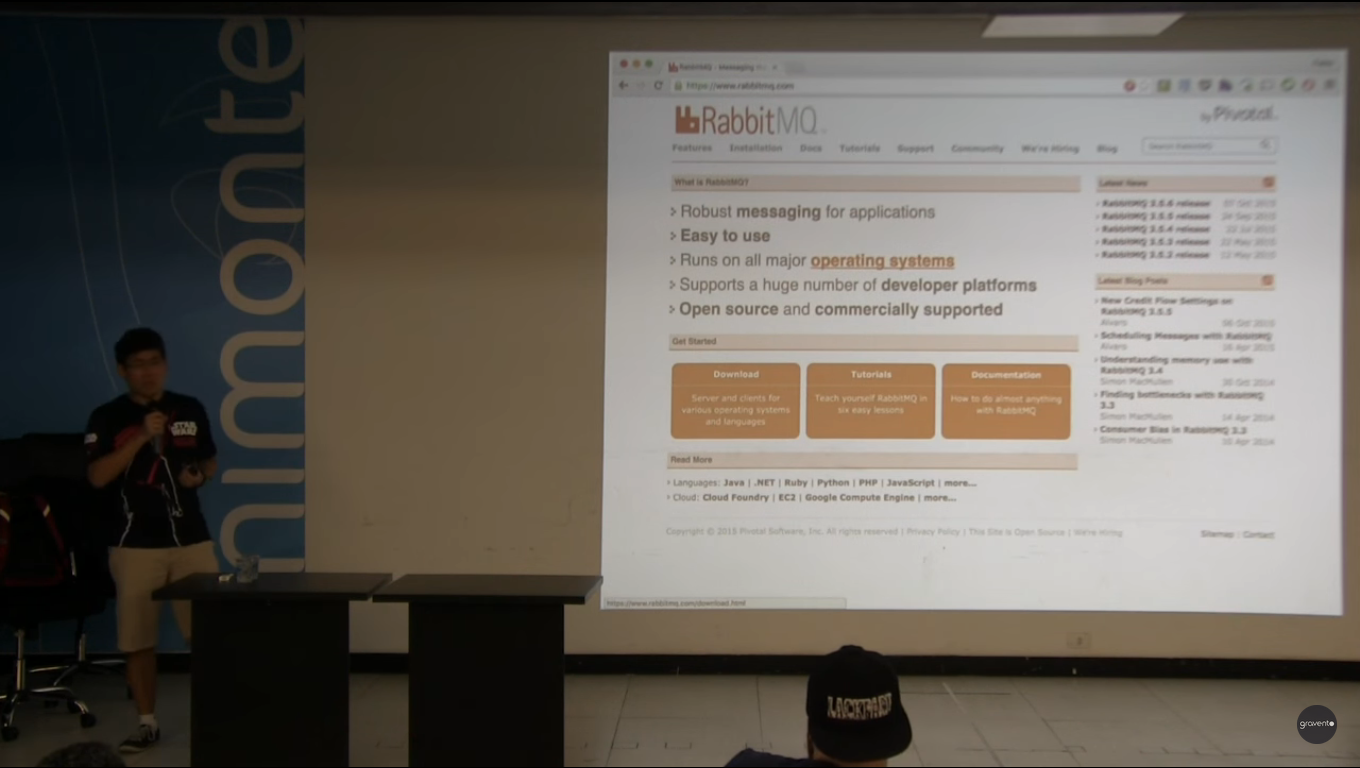 nimonte
RabbitMQ - Messaging
https://www.rabbitmq.com
RabbitMQ
by Pivotal
Features Installation Docs Tutorials Support Community We're Hiring Blog
Search RabbitMQ
What is RabbitMQ?
> Robust messaging for applications
> Easy to use
> Runs on all major operating systems
> Supports a huge number of developer platforms
> Open source and commercially supported
Get Started
Download
Server and clients for
various operating systems
and languages
Tutorials
Teach yourself RabbitMQ in
six easy lessons
Documentation
How to do almost anything
with RabbitMQ
Read More
› Languages: Java | .NET | Ruby | Python | PHP | JavaScript | more...
› Cloud: Cloud Foundry | EC2 | Google Compute Engine | more...
Latest News
› RabbitMQ 3.5.6 release 07 Oct 2015
› RabbitMQ 3.5.5 release 24 Sep 2015
› RabbitMQ 3.5.4 release 22 Jul 2015
› RabbitMQ 3.5.3 release 22 May 2015
› RabbitMQ 3.5.2 release 12 May 2015
Latest Blog Posts
› New Credit Flow Settings on
RabbitMQ 3.5.5
Alvaro 06 Oct 2015
› Scheduling Messages with RabbitMQ
Alvaro 16 Apr 2015
› Understanding memory use with
RabbitMQ 3.4
Simon MacMullen 30 Oct 2014
› Finding bottlenecks with RabbitMQ
3.3
Simon MacMullen 14 Apr 2014
› Consumer Bias in RabbitMQ 3.3
Simon MacMullen 10 Apr 2014
Copyright © 2015 Pivotal Software, Inc. All rights reserved | Privacy Policy | This Site is Open Source | We're Hiring
Sitemap | Contact
https://www.rabbitmq.com/download.html
STAR
WARS
gravento